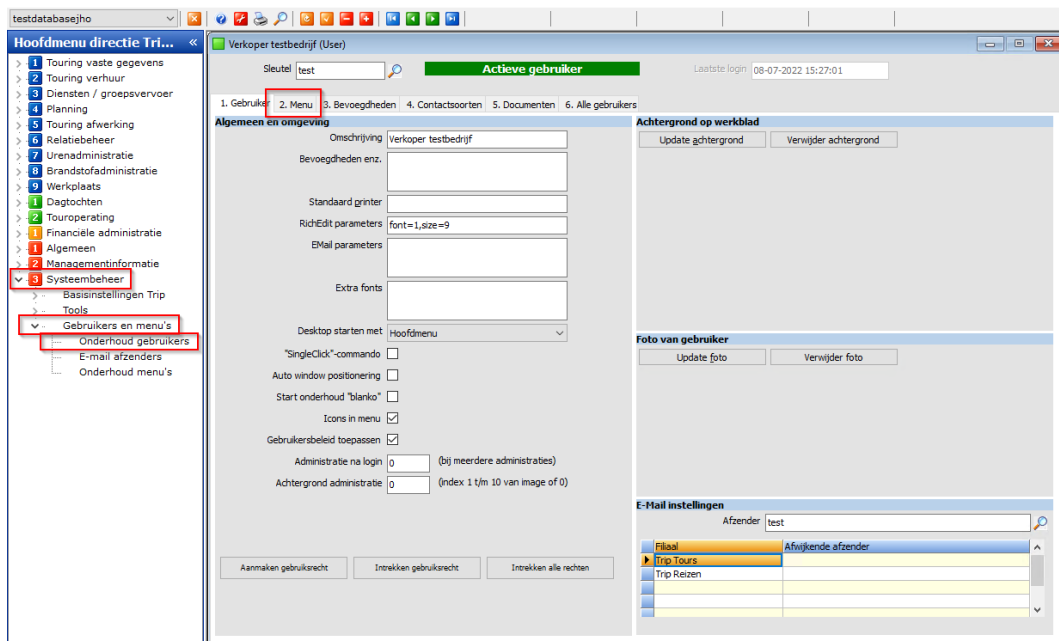 testdatabasejho
Hoofdmenu directie Tri... «
1 Touring vaste gegevens
2 Touring verhuur
3 Diensten / groepsvervoer
4 Planning
5 Touring afwerking
6 Relatiebeheer
7 Urenadministratie
8 Brandstofadministratie
9 Werkplaats
1 Dagtochten
2 Touroperating
1 Financiële administratie
1 Algemeen
2 Managementinformatie
3 Systeembeheer
Basisinstellingen Trip
Tools
Gebruikers en menu's
Onderhoud gebruikers
E-mail afzenders
Onderhoud menu's
Verkoper testbedrijf (User)
Sleutel test Actieve gebruiker Laatste login 08-07-2022 15:27:01
1. Gebruiker 2. Menu 3. Bevoegdheden 4. Contactsoorten 5. Documenten 6. Alle gebruikers
Algemeen en omgeving
Omschrijving Verkoper testbedrijf
Bevoegdheden enz.
Standaard printer
RichEdit parameters font=1,size=9
EMail parameters
Extra fonts
Desktop starten met Hoofdmenu
"SingleClick"-commando
Auto window positionering
Start onderhoud "blanko"
Icons in menu
Gebruikersbeleid toepassen
Administratie na login 0 (bij meerdere administraties)
Achtergrond administratie 0 (index 1 t/m 10 van image of 0)
Aanmaken gebruiksrecht Intrekken gebruiksrecht Intrekken alle rechten
Achtergrond op werkblad
Update achtergrond Verwijder achtergrond
Foto van gebruiker
Update foto Verwijder foto
E-Mail instellingen
Afzender test
Filiaal Afwijkende afzender
Trip Tours
Trip Reizen